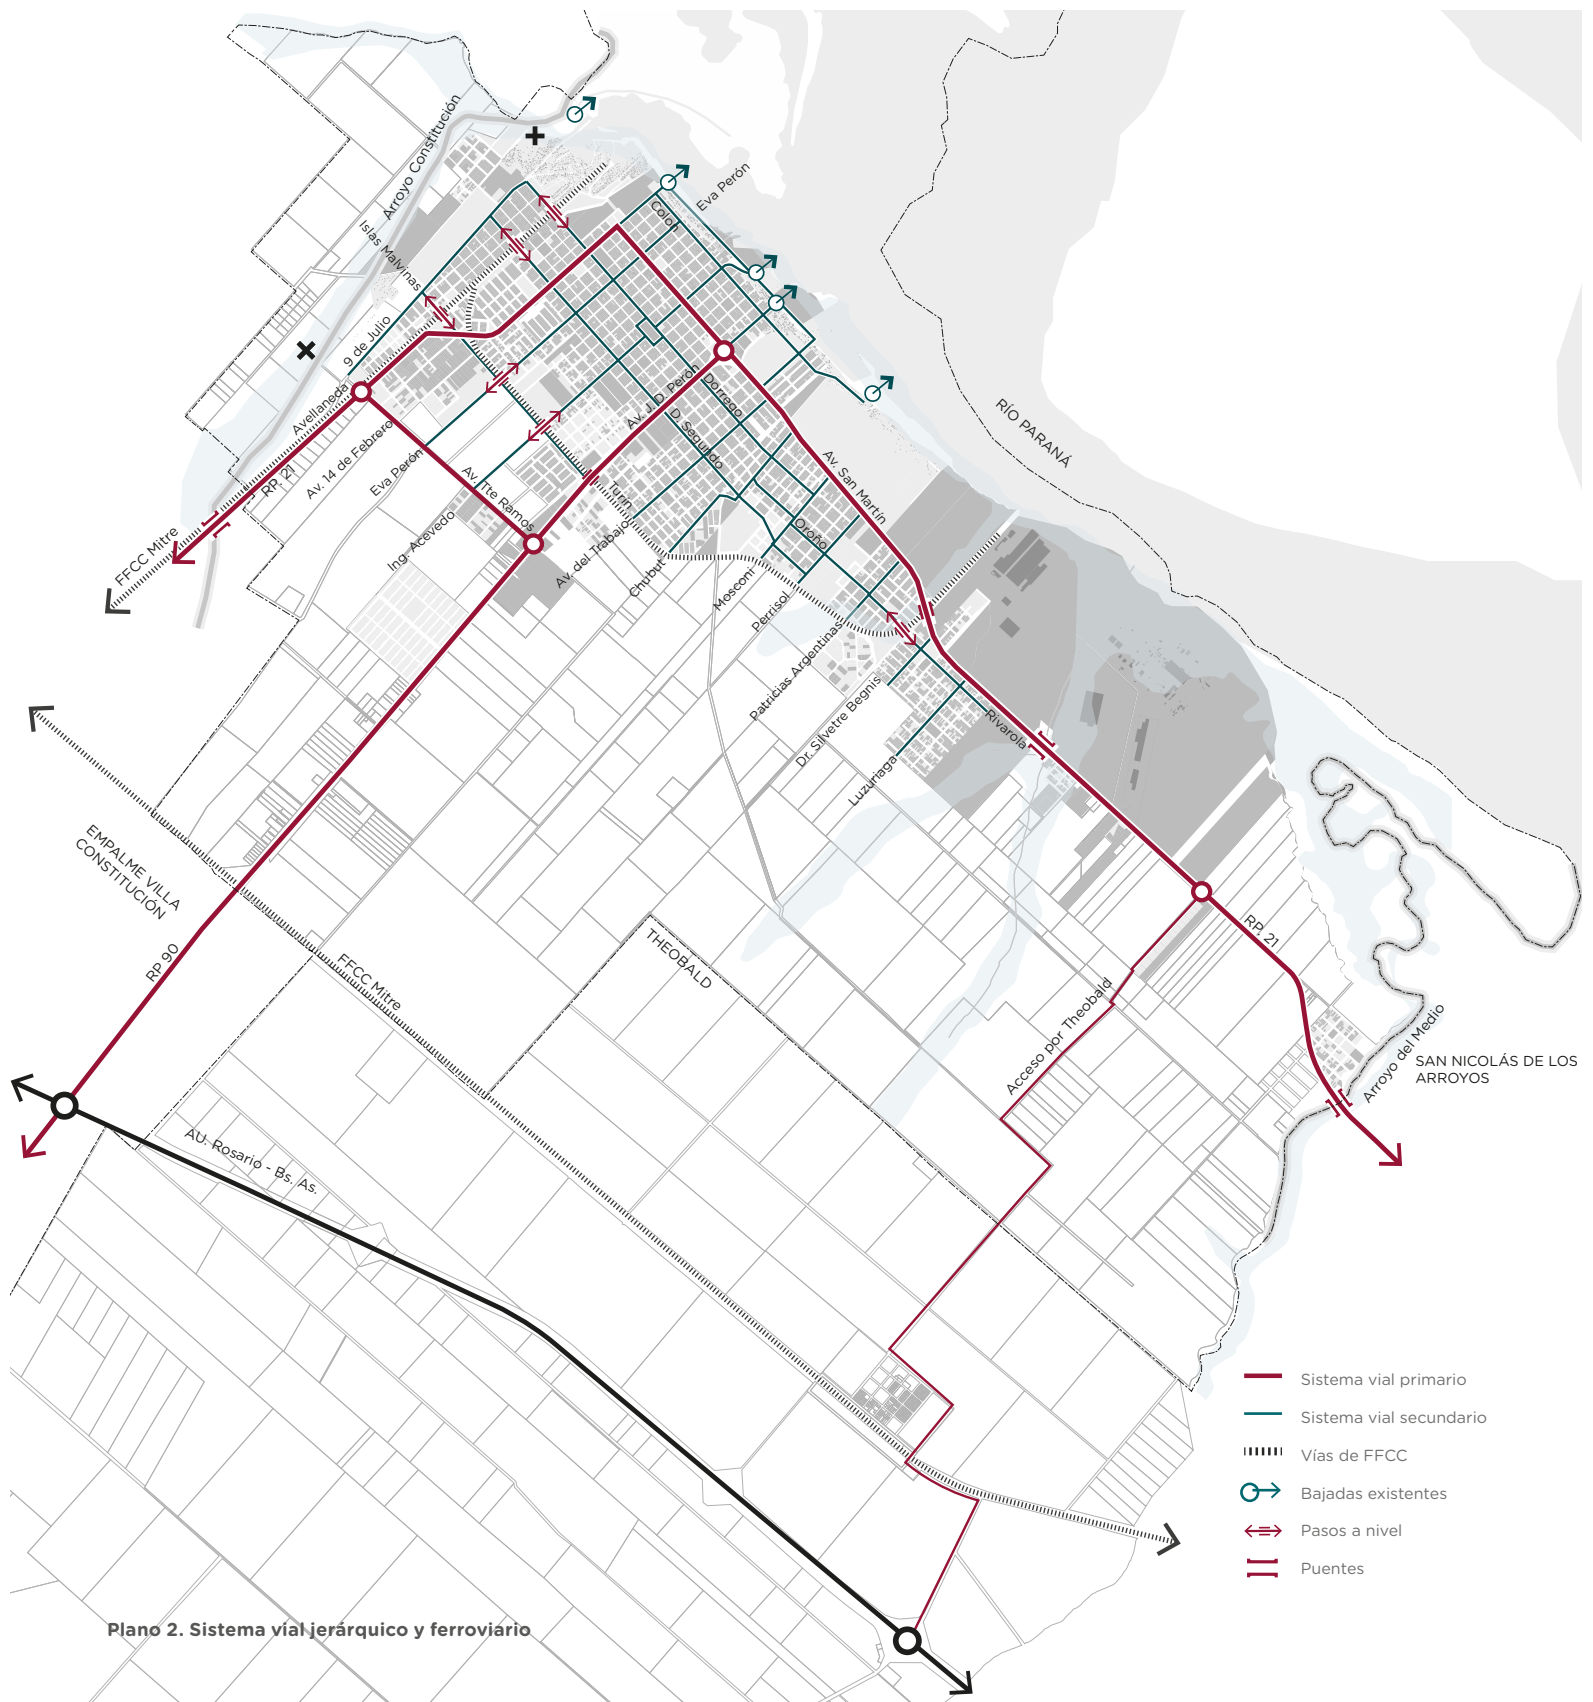 Arroyo Constitución
Islas Malvinas
Eva Perón
Colón
9 de Julio
Avellaneda
RP. 21
FFCC Mitre
Av. 14 de Febrero
Eva Perón
Av. Tte Ramos
Ing. Acevedo
Av. J. D. Perón
Dorrego
D. Segundo
Turin
Av. del Trabajo
Chubut
Mosconi
Perrisol
Oroño
Av. San Martín
RÍO PARANÁ
Patricias Argentinas
Dr. Silvetre Begnis
Luzuriaga
Rivarola
EMPALME VILLA
CONSTITUCIÓN
RP 90
FFCC Mitre
THEOBALD
RP. 21
Acceso por Theobald
Arroyo del Medio
SAN NICOLÁS DE LOS
ARROYOS
AU. Rosario - Bs. As.
Sistema vial primario
Sistema vial secundario
Vías de FFCC
Bajadas existentes
Pasos a nivel
Puentes
Plano 2. Sistema vial jerárquico y ferroviario